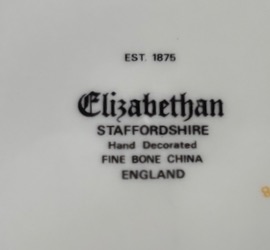 EST. 1875
Elizabethan
STAFFORDSHIRE
Hand Decorated
FINE BONE CHINA
ENGLAND